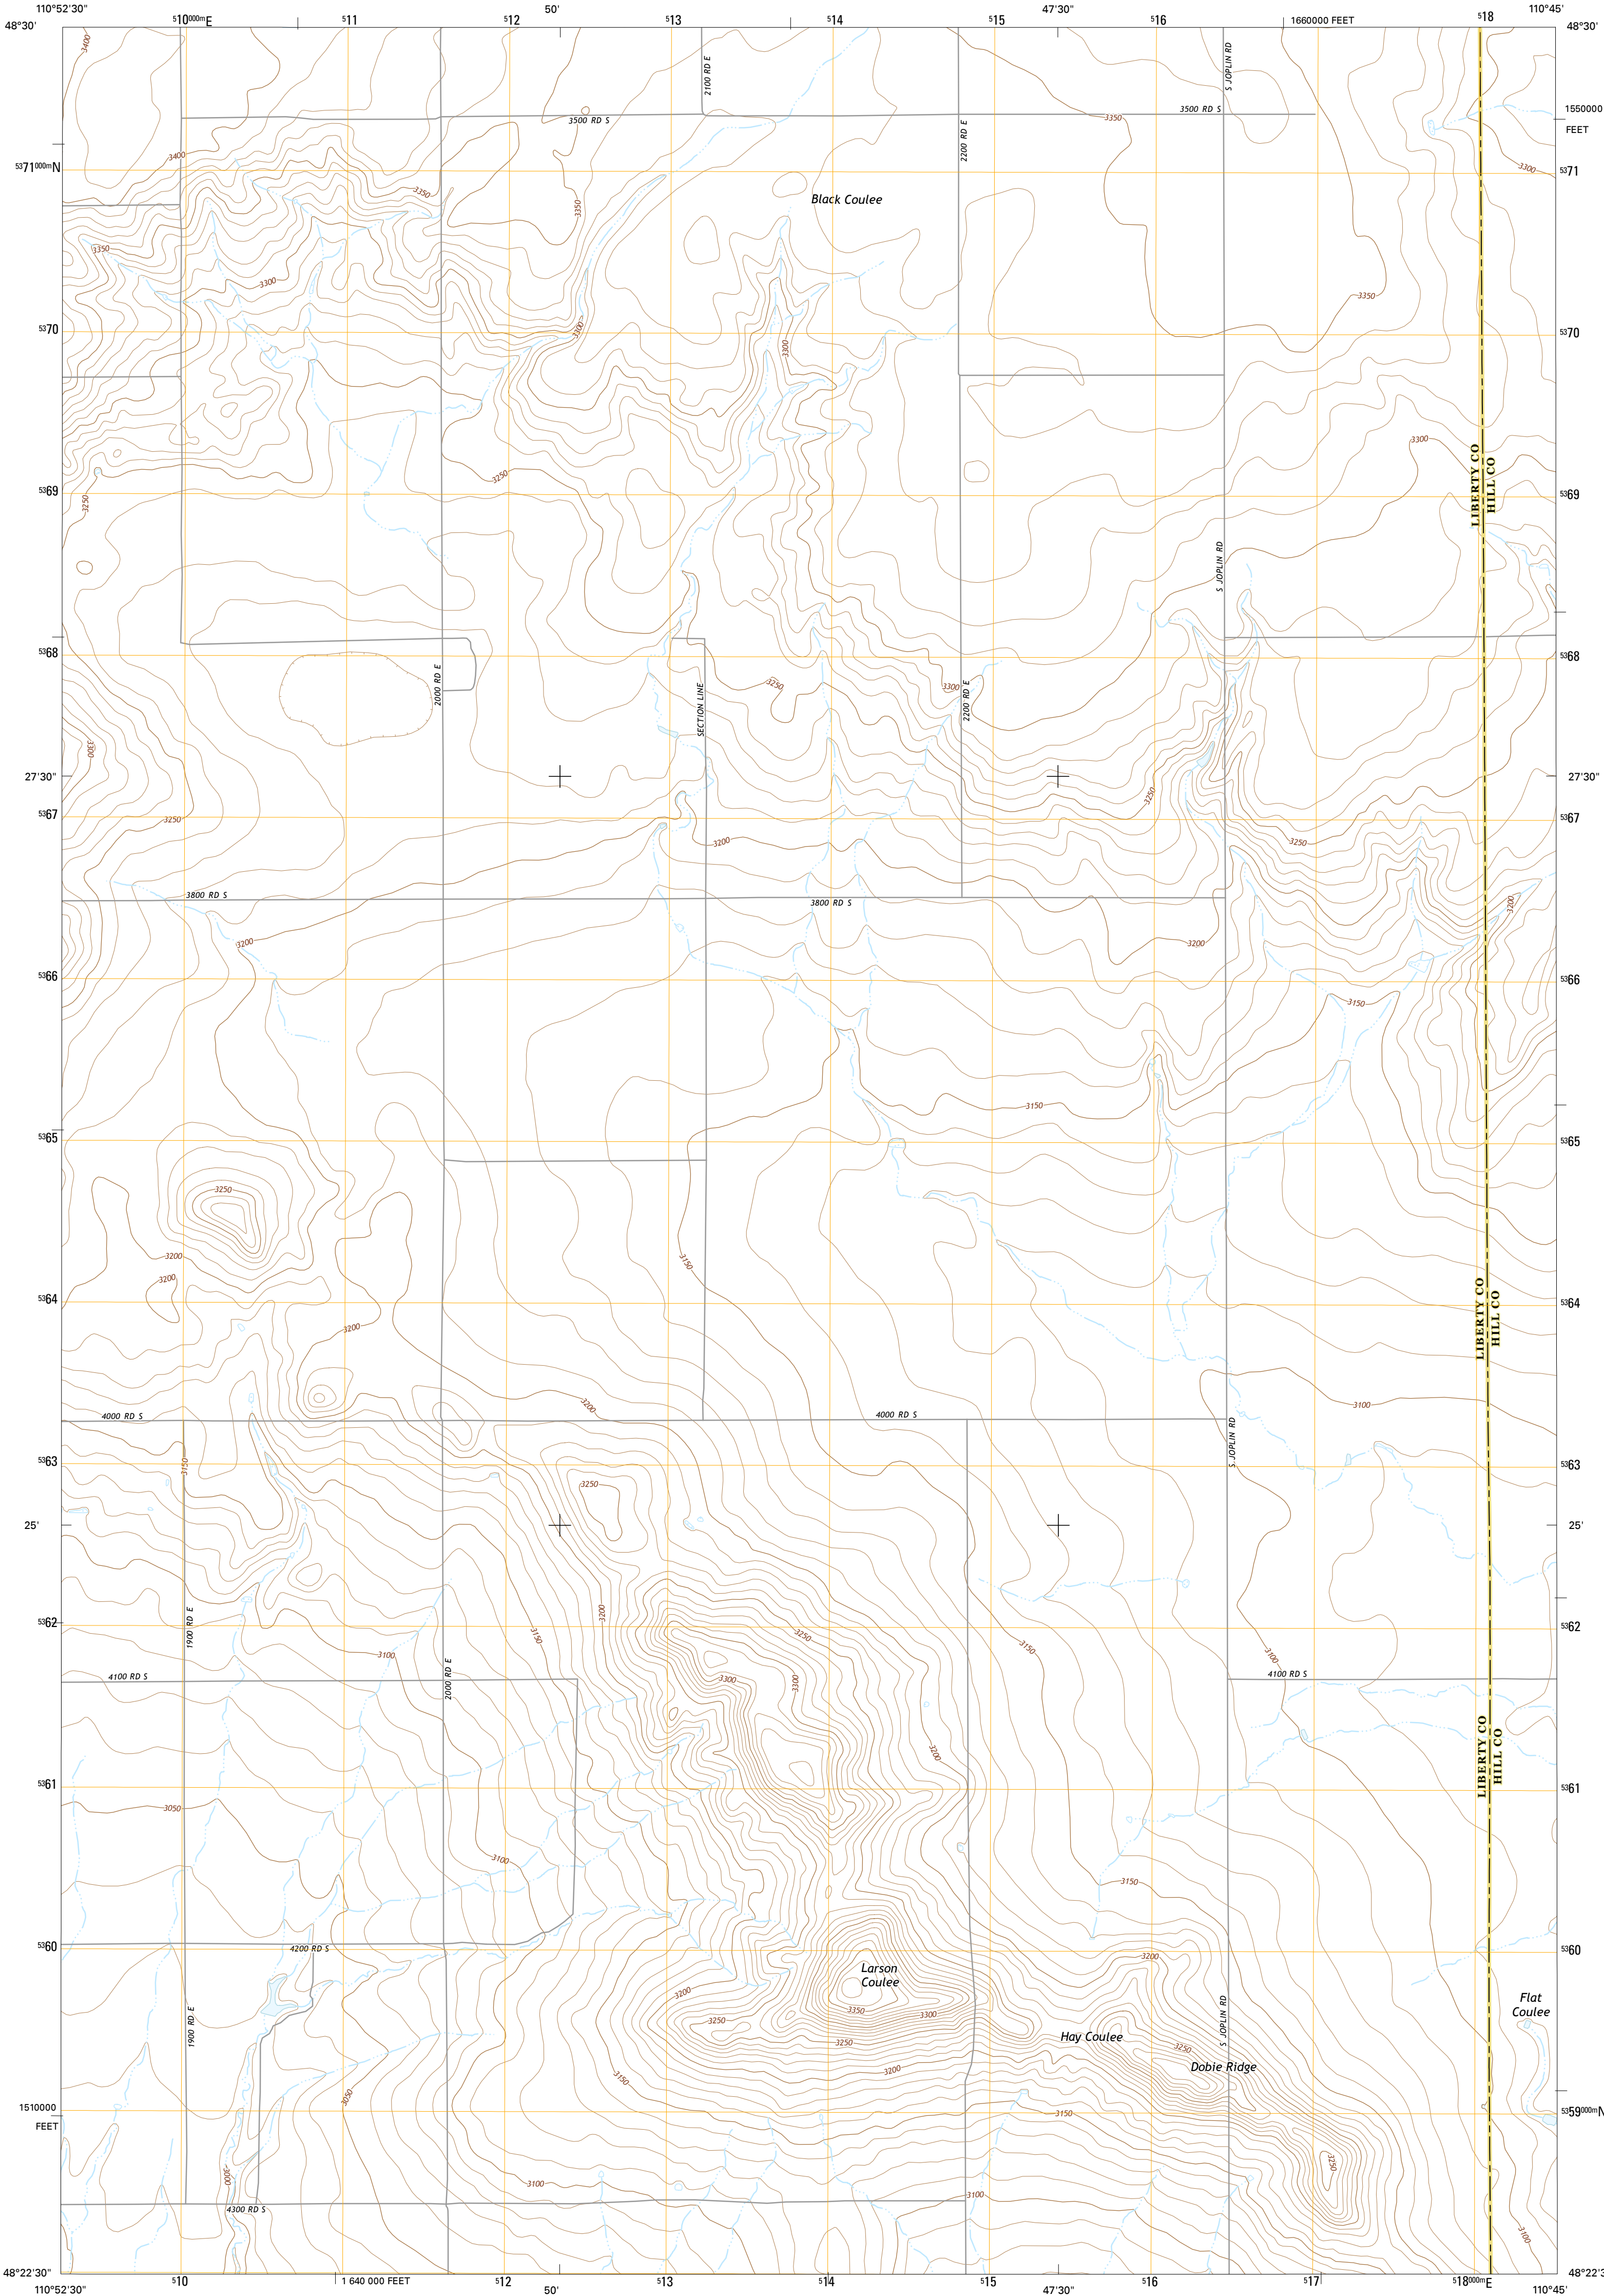 110°52'30"
510000mE
511
512
50'
513
514
515
47'30"
516
1660000 FEET
518
110°45'
48°30'
48°30'
3400
2100 RD E
S JOPLIN RD
3500 RD S
3500 RD S
3350
1550000
FEET
2200 RD E
3400
5371000mN
3300
5371
3350
3350
Black Coulee
3350
3300
3350
5370
3300
3300
5370
3300
LIBERTY CO
HILL CO
3250
5369
3250
5369
S JOPLIN RD
5368
5368
2000 RD E
SECTION LINE
3250
3300
2200 RD E
3300
27'30"
27'30"
3250
5367
3250
5367
3200
3250
3800 RD S
3800 RD S
3200
3200
3200
5366
5366
3150
3150
5365
5365
3250
3200
3150
3200
5364
5364
LIBERTY CO
HILL CO
3200
3200
3100
4000 RD S
4000 RD S
S JOPLIN RD
3150
5363
5363
3250
25'
25'
3200
1900 RD E
5362
5362
3150
3250
3150
3100
3100
4100 RD S
2000 RD E
3300
3300
4100 RD S
LIBERTY CO
HILL CO
3200
5361
5361
3050
3100
3150
5360
4200 RD S
5360
3200
Larson
Coulee
3200
Flat
Coulee
1900 RD E
3350
3300
S JOPLIN RD
3250
3250
Hay Coulee
3250
Dobie Ridge
3200
3150
3050
1510000
FEET
3150
5359000mN
3000
3250
3100
3100
4300 RD S
3100
48°22'30"
48°22'3
110°52'30"
510
1 640 000 FEET
512
50'
513
514
515
47'30"
516
517
518000mE
110°45'